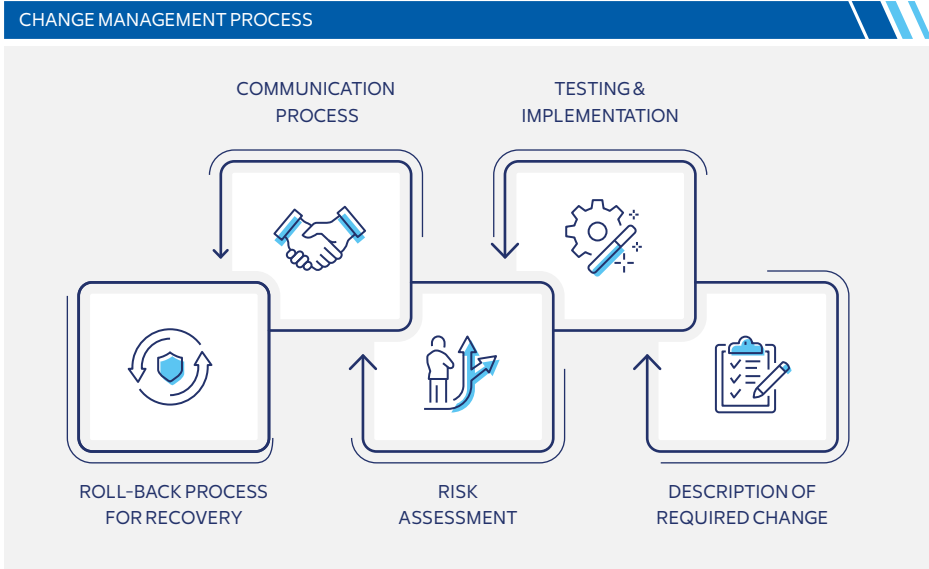 CHANGE MANAGEMENT PROCESS
COMMUNICATION
PROCESS
TESTING &
IMPLEMENTATION
ROLL-BACK PROCESS
FOR RECOVERY
RISK
ASSESSMENT
DESCRIPTION OF
REQUIRED CHANGE